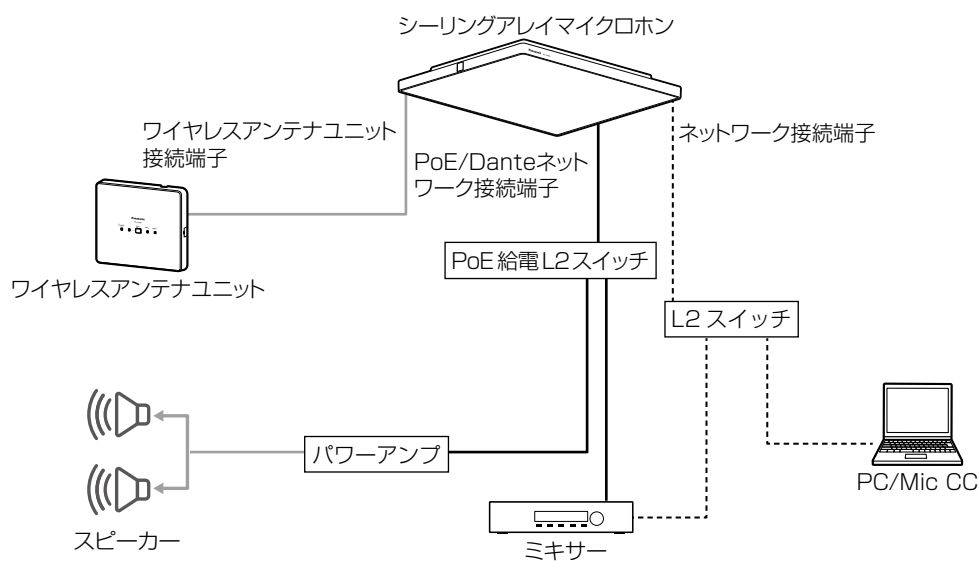 シーリングアレイマイクロホン
ワイヤレスアンテナユニット
接続端子
PoE/Danteネット
ワーク接続端子
ネットワーク接続端子
Panasonic
PoE給電L2スイッチ
ワイヤレスアンテナユニット
L2 スイッチ
パワーアンプ
PC/Mic CC
スピーカー
ミキサー